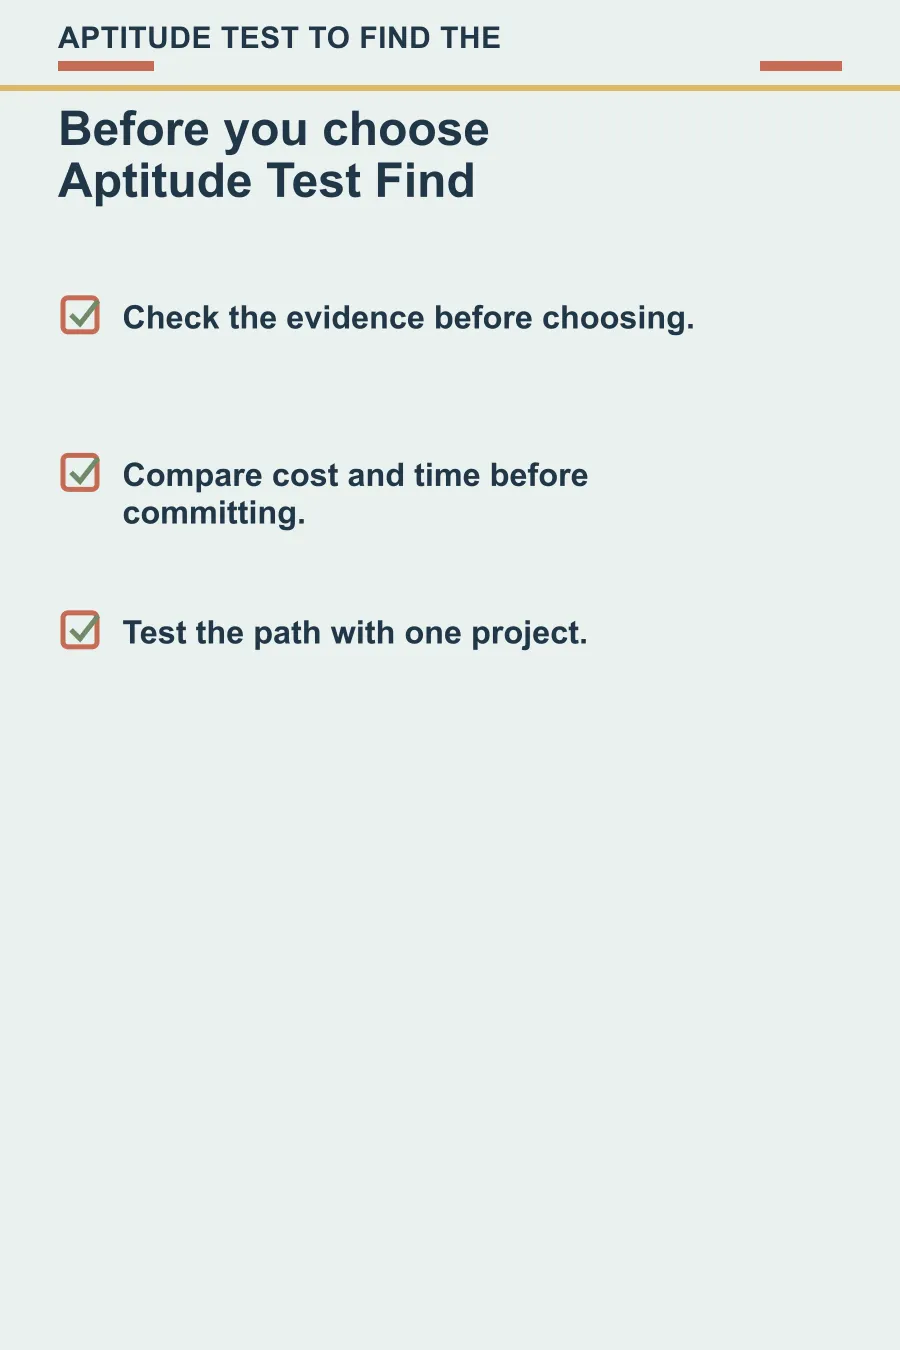 APTITUDE TEST TO FIND THE
Before you choose
Aptitude Test Find
Check the evidence before choosing.
Compare cost and time before
committing.
Test the path with one project.